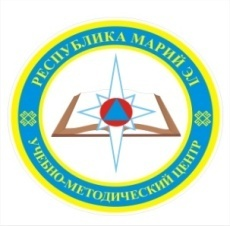 РЕСПУБЛИКА МАРИЙ ЭЛ
УЧЕБНО-МЕТОДИЧЕСКИЙ ЦЕНТР